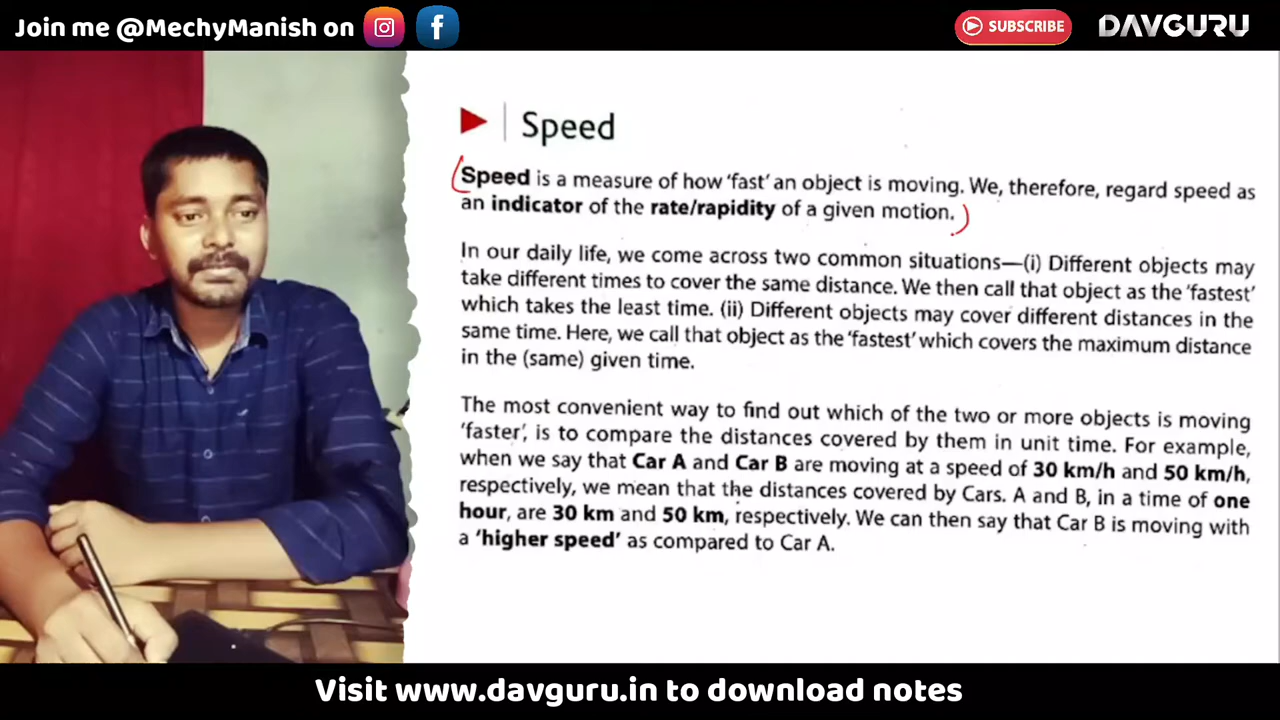 Join me @MechyManish on
SUBSCRIBE
DAVGURU
Speed
Speed is a measure of how 'fast' an object is moving. We, therefore, regard speed as
an indicator of the rate/rapidity of a given motion.
In our daily life, we come across two common situations—(i) Different objects may
take different times to cover the same distance. We then call that object as the 'fastest'
which takes the least time. (ii) Different objects may cover different distances in the
same time. Here, we call that object as the 'fastest' which covers the maximum distance
in the (same) given time.
The most convenient way to find out which of the two or more objects is moving
'faster', is to compare the distances covered by them in unit time. For example,
when we say that Car A and Car B are moving at a speed of 30 km/h and 50 km/h,
respectively, we mean that the distances covered by Cars. A and B, in a time of one
hour, are 30 km and 50 km, respectively. We can then say that Car B is moving with
a 'higher speed' as compared to Car A.
Visit www.davguru.in to download notes